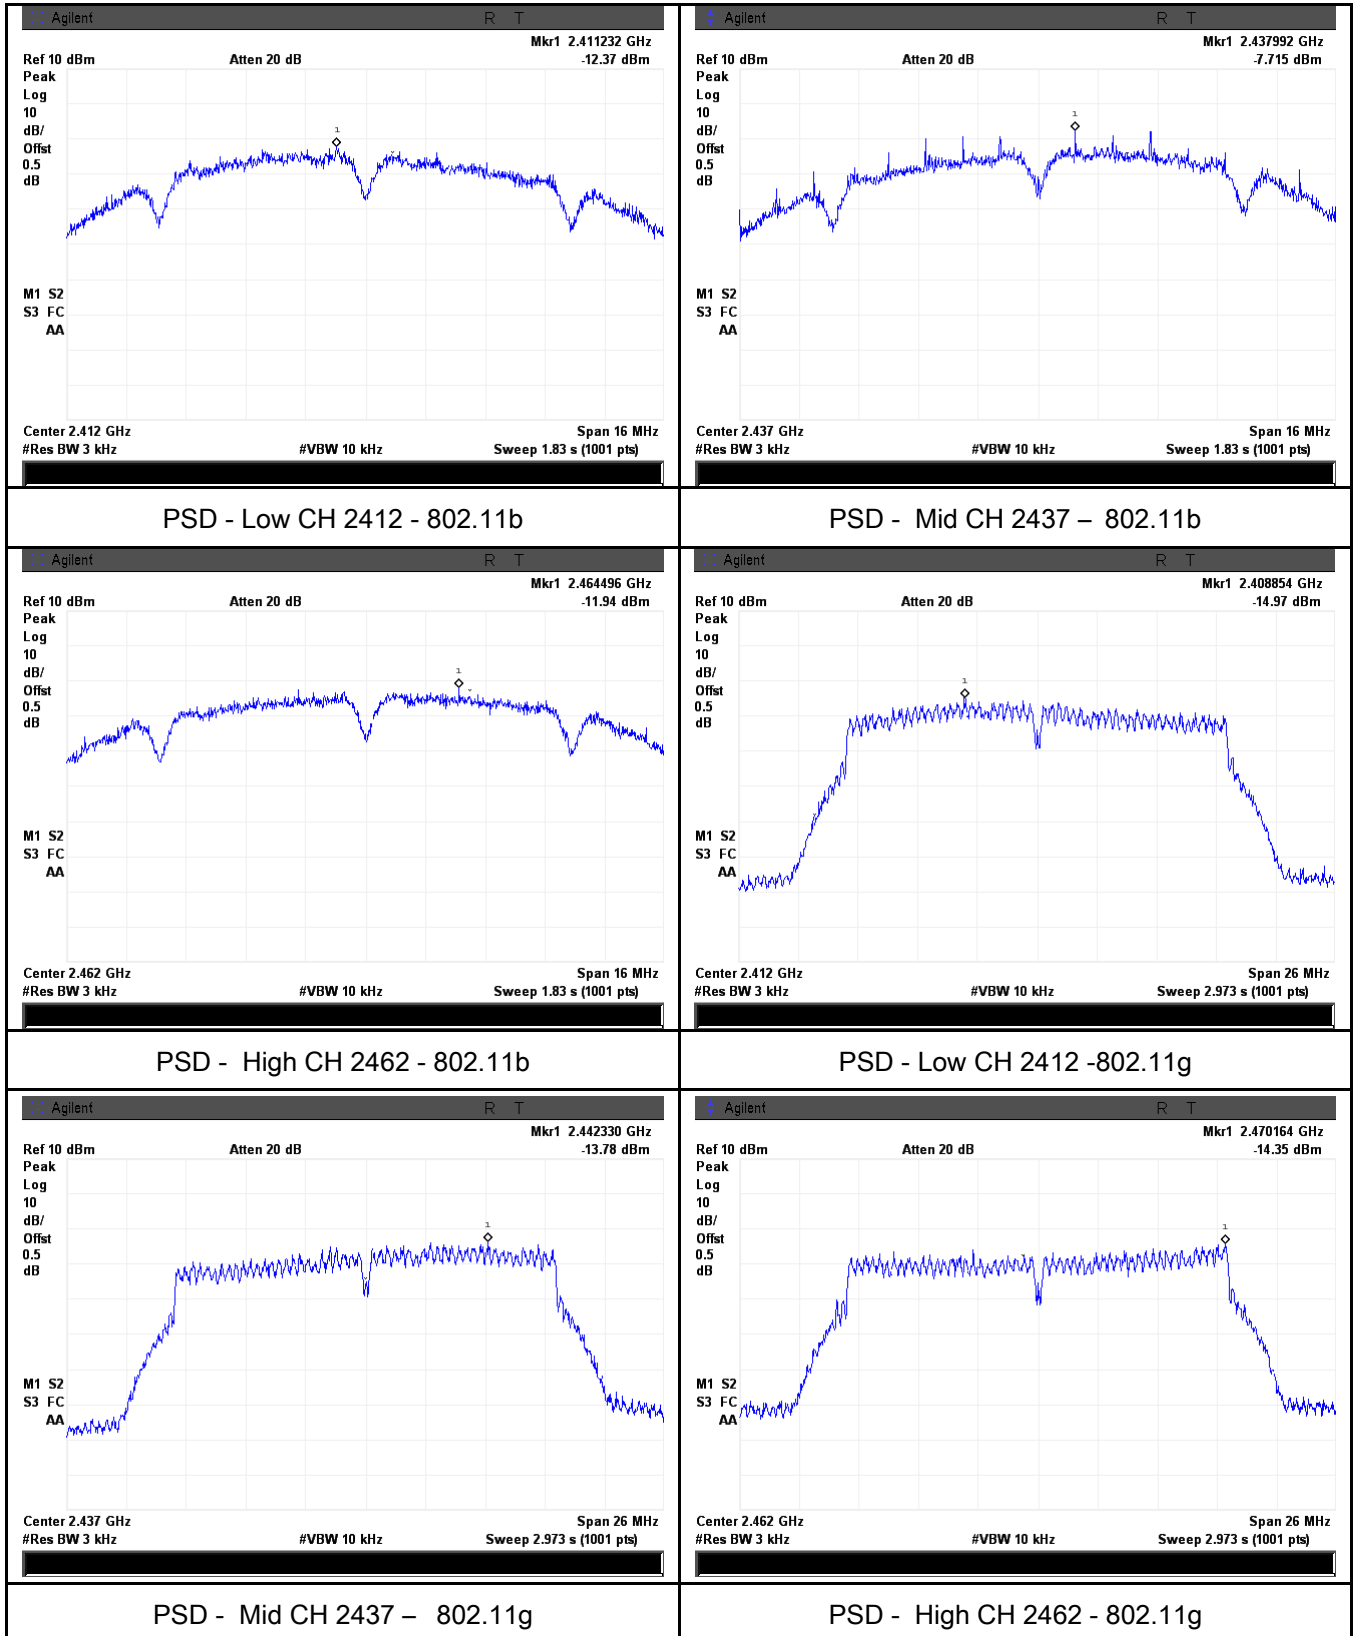 Agilent R T
Mkr1 2.411232 GHz
Ref 10 dBm Atten 20 dB -12.37 dBm
Peak
Log
10
dB/
Offst
0.5
dB
1
M1 S2
S3 FC
AA
Center 2.412 GHz Span 16 MHz
#Res BW 3 kHz #VBW 10 kHz Sweep 1.83 s (1001 pts)
PSD - Low CH 2412 - 802.11b
Agilent R T
Mkr1 2.437992 GHz
Ref 10 dBm Atten 20 dB -7.715 dBm
Peak
Log
10
dB/
Offst
0.5
dB
1
M1 S2
S3 FC
AA
Center 2.437 GHz Span 16 MHz
#Res BW 3 kHz #VBW 10 kHz Sweep 1.83 s (1001 pts)
PSD - Mid CH 2437 – 802.11b
Agilent R T
Mkr1 2.464496 GHz
Ref 10 dBm Atten 20 dB -11.94 dBm
Peak
Log
10
dB/
Offst
0.5
dB
1
M1 S2
S3 FC
AA
Center 2.462 GHz Span 16 MHz
#Res BW 3 kHz #VBW 10 kHz Sweep 1.83 s (1001 pts)
PSD - High CH 2462 - 802.11b
Agilent R T
Mkr1 2.408854 GHz
Ref 10 dBm Atten 20 dB -14.97 dBm
Peak
Log
10
dB/
Offst
0.5
dB
1
M1 S2
S3 FC
AA
Center 2.412 GHz Span 26 MHz
#Res BW 3 kHz #VBW 10 kHz Sweep 2.973 s (1001 pts)
PSD - Low CH 2412 -802.11g
Agilent R T
Mkr1 2.442330 GHz
Ref 10 dBm Atten 20 dB -13.78 dBm
Peak
Log
10
dB/
Offst
0.5
dB
1
M1 S2
S3 FC
AA
Center 2.437 GHz Span 26 MHz
#Res BW 3 kHz #VBW 10 kHz Sweep 2.973 s (1001 pts)
PSD - Mid CH 2437 – 802.11g
Agilent R T
Mkr1 2.470164 GHz
Ref 10 dBm Atten 20 dB -14.35 dBm
Peak
Log
10
dB/
Offst
0.5
dB
1
M1 S2
S3 FC
AA
Center 2.462 GHz Span 26 MHz
#Res BW 3 kHz #VBW 10 kHz Sweep 2.973 s (1001 pts)
PSD - High CH 2462 - 802.11g